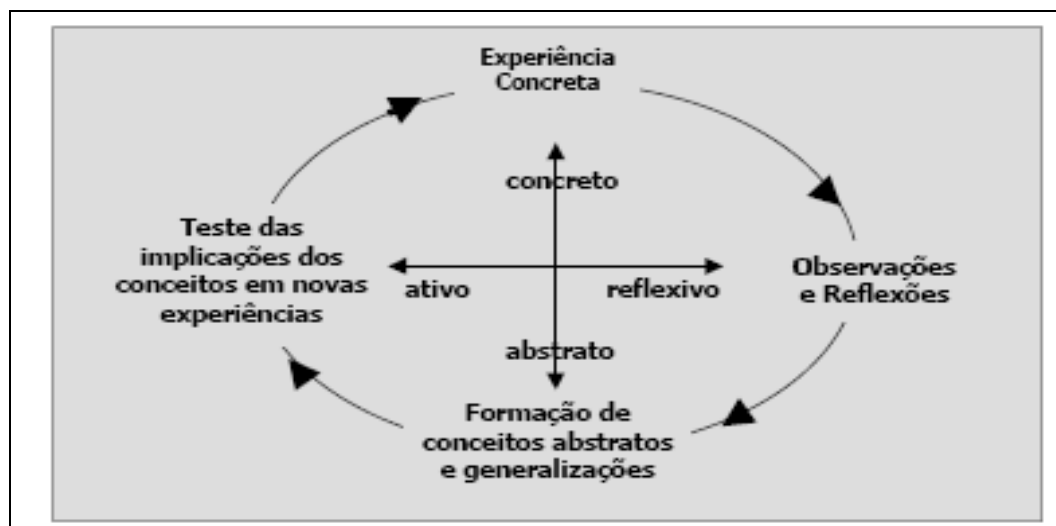 Experiência
Concreta
concreto
Teste das
implicações dos
conceitos em novas
experiências
ativo
reflexivo
Observações
e Reflexões
abstrato
Formação de
conceitos abstratos
e generalizações